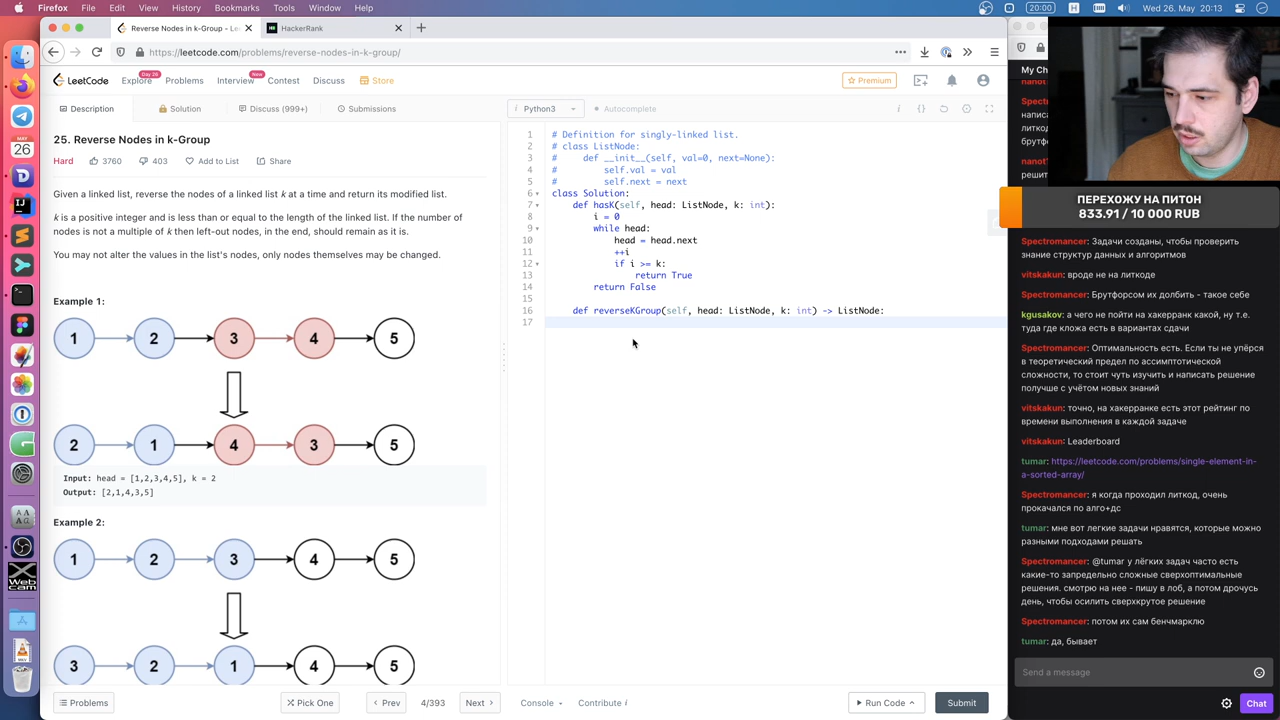 Firefox
Reverse Nodes in k-Group - Le
HackerRank
https://leetcode.com/problems/reverse-nodes-in-k-group/
LeetCode
Explore
Day 26
Problems
Interview
New
Contest
Store
Premium
Description
Solution
Discuss (999+)
Submissions
Python3
Autocomplete
25. Reverse Nodes in k-Group
Hard
3760
403
Add to List
Share
Given a linked list, reverse the nodes of a linked list k at a time and return its modified list.
k is a positive integer and is less than or equal to the length of the linked list. If the number of
nodes is not a multiple of k then left-out nodes, in the end, should remain as it is.
You may not alter the values in the list's nodes, only nodes themselves may be changed.
Example 1:
1 2 3 4 5
2 1 4 3 5
Input: head = [1,2,3,4,5], k = 2
Output: [2,1,4,3,5]
Example 2:
1 2 3 4 5
3 2 1 4 5
1 # Definition for singly-linked list.
2 # class ListNode:
3 #     def __init__(self, val=0, next=None):
4 #         self.val = val
5 #         self.next = next
6 class Solution:
7     def hasK(self, head: ListNode, k: int):
8         i = 0
9         while head:
10             head = head.next
11             ++i
12             if i >= k:
13                 return True
14         return False
15
16     def reverseKGroup(self, head: ListNode, k: int) -> ListNode:
17
Problems
Pick One
Prev
4/393
Next
Console
Contribute i
Run Code
Submit
MAY
26
My Ch
ПЕРЕХОЖУ НА ПИТОН
833.91 / 10 000 RUB
Spectromancer: Задачи созданы, чтобы проверить
знание структур данных и алгоритмов
vitskakun: вроде не на литкоде
Spectromancer: Брутфорсом их долбить - такое себе
kgusakov: а чего не пойти на хакерранк какой, ну т.е.
туда где кложа есть в вариантах сдачи
Spectromancer: Оптимальность есть. Если ты не упёрся
в теоретический предел по ассимптотической
сложности, то стоит чуть изучить и написать решение
получше с учётом новых знаний
vitskakun: точно, на хакерранке есть этот рейтинг по
времени выполнения в каждой задаче
vitskakun: Leaderboard
tumar: https://leetcode.com/problems/single-element-in-
a-sorted-array/
Spectromancer: я когда проходил литкод, очень
прокачался по алго+дс
tumar: мне вот легкие задачи нравятся, которые можно
разными подходами решать
Spectromancer: @tumar у лёгких задач часто есть
какие-то запредельно сложные сверхоптимальные
решения. смотрю на нее - пишу в лоб, а потом дрочусь
день, чтобы осилить сверхкрутое решение
Spectromancer: потом их сам бенчмарклю
tumar: да, бывает
Send a message
Chat